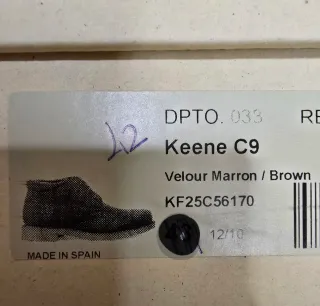 DPTO. 033 RE
12
Keene C9
Velour Marron / Brown
KF25C56170
12/10
MADE IN SPAIN